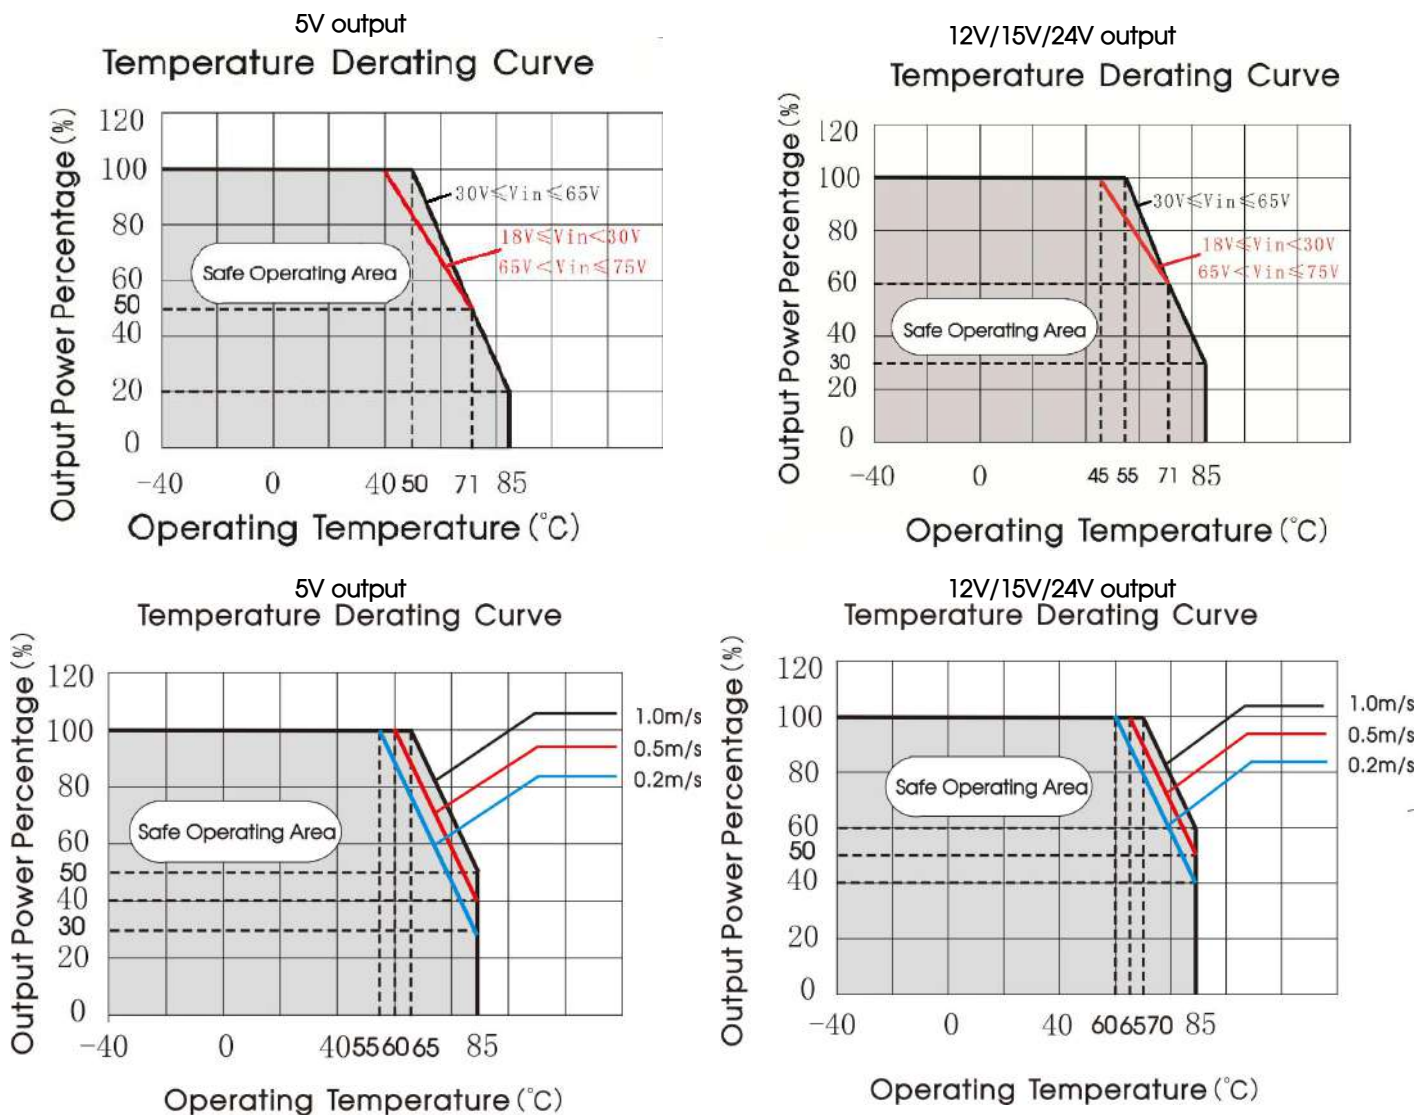 5V output
Temperature Derating Curve
Output Power Percentage (%)
120
100
80
60
50
40
20
0
30V≤Vin≤65V
18V≤Vin<30V
65V<Vin≤75V
Safe Operating Area
-40 0 40 50 71 85
Operating Temperature (°C)
12V/15V/24V output
Temperature Derating Curve
Output Power Percentage (%)
120
100
80
60
40
30
20
0
30V≤Vin≤65V
18V≤Vin<30V
65V<Vin≤75V
Safe Operating Area
-40 0 45 55 71 85
Operating Temperature (°C)
5V output
Temperature Derating Curve
Output Power Percentage (%)
120
100
80
60
50
40
30
20
0
1.0m/s
0.5m/s
0.2m/s
Safe Operating Area
-40 0 40 55 60 65 85
Operating Temperature (°C)
12V/15V/24V output
Temperature Derating Curve
Output Power Percentage (%)
120
100
80
60
50
40
20
0
1.0m/s
0.5m/s
0.2m/s
Safe Operating Area
-40 0 40 60 65 70 85
Operating Temperature (°C)